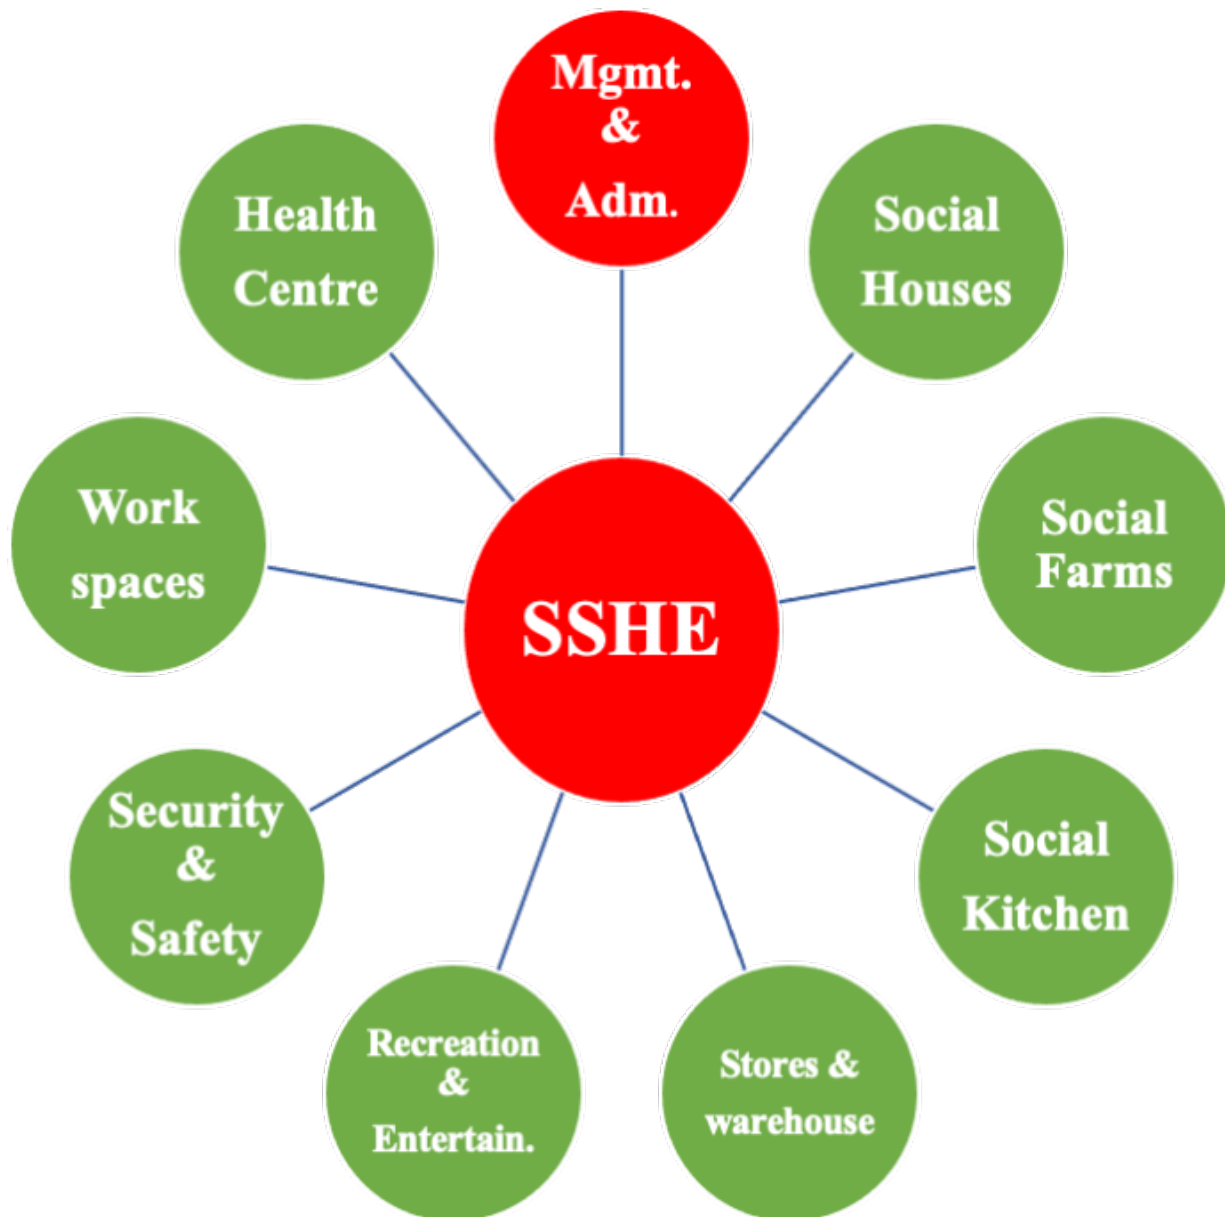 Mgmt.
&
Adm.
Health
Centre
Social
Houses
Work
spaces
Social
Farms
SSHE
Security
&
Safety
Social
Kitchen
Recreation
&
Entertain.
Stores &
warehouse